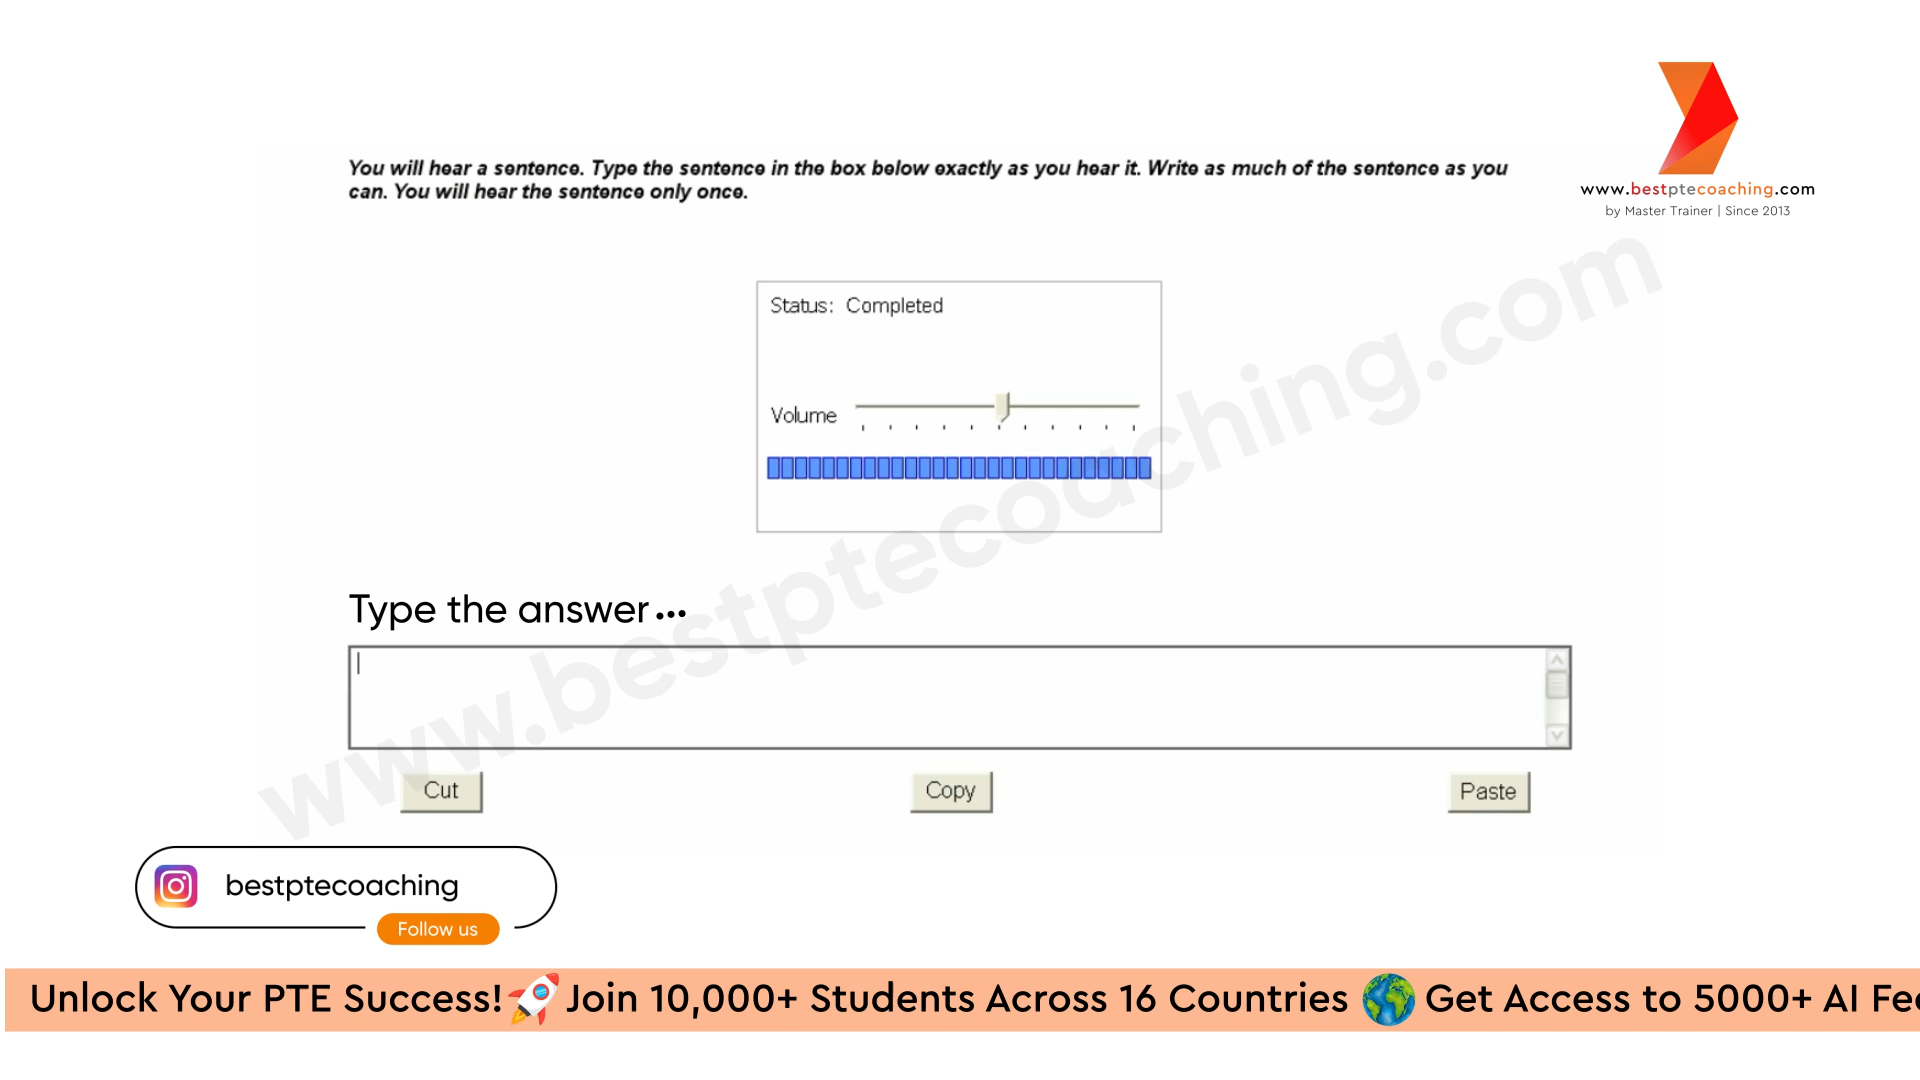 You will hear a sentence. Type the sentence in the box below exactly as you hear it. Write as much of the sentence as you
can. You will hear the sentence only once.
www.bestptecoaching.com
by Master Trainer | Since 2013
Status: Completed
Volume
www.bestptecoaching.com
Type the answer...
Cut
Copy
Paste
bestptecoaching
Follow us
Unlock Your PTE Success! Join 10,000+ Students Across 16 Countries Get Access to 5000+ AI